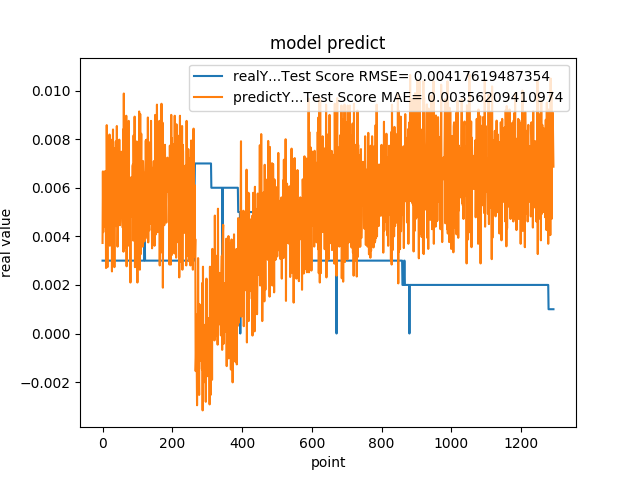 model predict
realY...Test Score RMSE= 0.00417619487354
predictY...Test Score MAE= 0.00356209410974
real value
0.010
0.008
0.006
0.004
0.002
0.000
−0.002
0 200 400 600 800 1000 1200
point